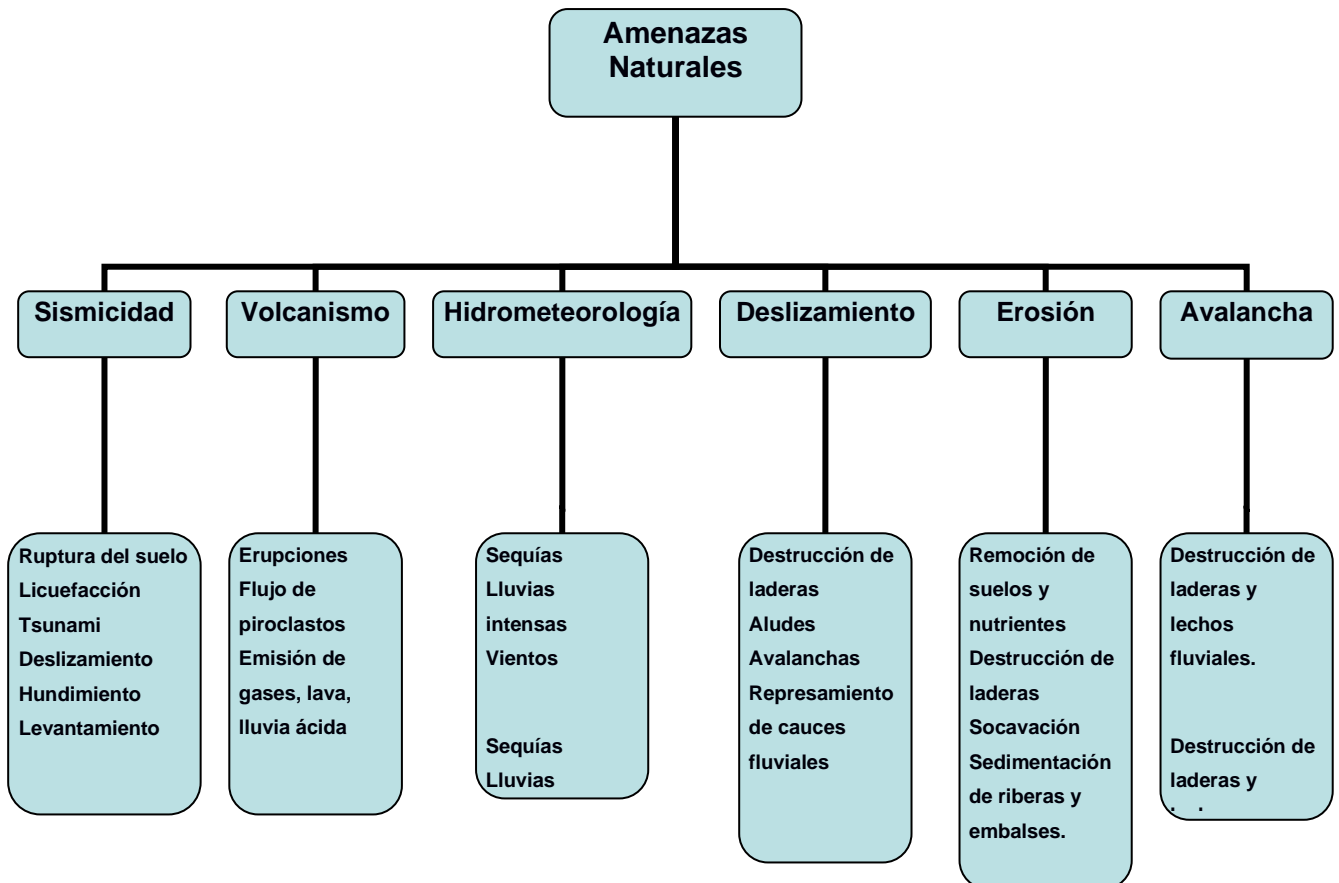 Amenazas
Naturales
Sismicidad
Volcanismo
Hidrometeorología
Deslizamiento
Erosión
Avalancha
Ruptura del suelo
Licuefacción
Tsunami
Deslizamiento
Hundimiento
Levantamiento
Erupciones
Flujo de
piroclastos
Emisión de
gases, lava,
lluvia ácida
Sequías
Lluvias
intensas
Vientos
Sequías
Lluvias
Destrucción de
laderas
Aludes
Avalanchas
Represamiento
de cauces
fluviales
Remoción de
suelos y
nutrientes
Destrucción de
laderas
Socavación
Sedimentación
de riberas y
embalses.
Destrucción de
laderas y
lechos
fluviales.
Destrucción de
laderas y